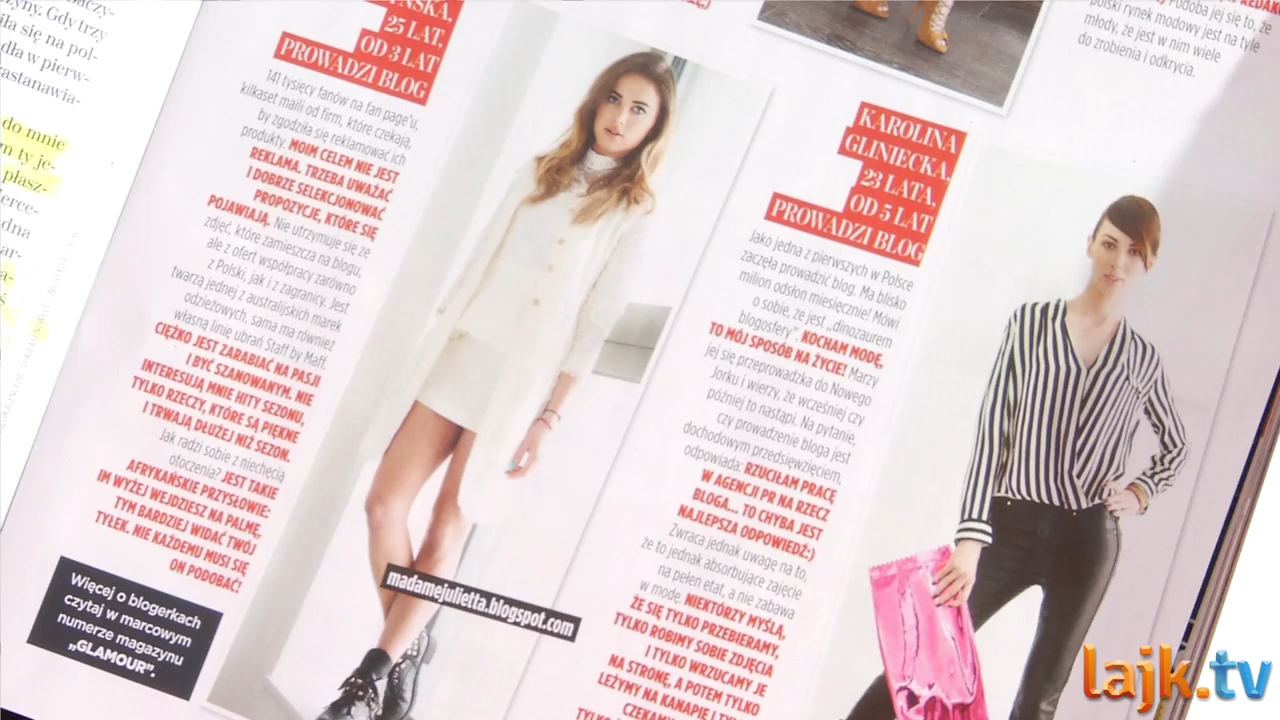 baczy-
żyny. Gdy trzy
iła się na pol-
dła w pierw-
zastanawia-
do mnie
m ty je-
płasz-
erce-
dna
ar-
a-
ŃSKA,
25 LAT,
OD 3 LAT
PROWADZI BLOG
141 tysięcy fanów na fan page'u,
kilkaset maili od firm, które czekają,
by zgodziła się reklamować ich
produkty. MOIM CELEM NIE JEST
REKLAMA. TRZEBA UWAŻAĆ
I DOBRZE SELEKCJONOWAĆ
PROPOZYCJE, KTÓRE SIĘ
POJAWIAJĄ. Nie utrzymuje się ze
zdjęć, które zamieszcza na blogu,
ale z ofert współpracy zarówno
z Polski, jak i z zagranicy. Jest
twarzą jednej z australijskich marek
odzieżowych, sama ma również
własną linię ubrań Staff by Maff.
CIĘŻKO JEST ZARABIAĆ NA PASJI
I BYĆ SZANOWANYM. NIE
INTERESUJĄ MNIE HITY SEZONU,
TYLKO RZECZY, KTÓRE SĄ PIĘKNE
I TRWAJĄ DŁUŻEJ NIŻ SEZON.
Jak radzi sobie z niechęcią
otoczenia? JEST TAKIE
AFRYKAŃSKIE PRZYSŁOWIE:
IM WYŻEJ WEJDZIESZ NA PALMĘ,
TYM BARDZIEJ WIDAĆ TWÓJ
TYŁEK. NIE KAŻDEMU MUSI SIĘ
ON PODOBAĆ!
Więcej o blogerkach
czytaj w marcowym
numerze magazynu
„GLAMOUR”.
madamejulietta.blogspot.com
Podoba jej się to, że
polski rynek modowy jest na tyle
młody, że jest w nim wiele
do zrobienia i odkrycia.
KAROLINA
GLINIECKA,
23 LATA,
OD 5 LAT
PROWADZI BLOG
Jako jedna z pierwszych w Polsce
zaczęła prowadzić blog. Ma blisko
milion odsłon miesięcznie! Mówi
o sobie, że jest „dinozaurem
blogosfery”. KOCHAM MODĘ,
TO MÓJ SPOSÓB NA ŻYCIE! Marzy
jej się przeprowadzka do Nowego
Jorku i wierzy, że wcześniej czy
później to nastąpi. Na pytanie,
czy prowadzenie bloga jest
dochodowym przedsięwzięciem,
odpowiada: RZUCIŁAM PRACĘ
W AGENCJI PR NA RZECZ
BLOGA... TO CHYBA JEST
NAJLEPSZA ODPOWIEDŹ:)
Zwraca jednak uwagę na to,
że to jednak absorbujące zajęcie
na pełen etat, a nie zabawa
w modę. NIEKTÓRZY MYŚLĄ,
ŻE SIĘ TYLKO PRZEBIERAMY,
TYLKO ROBIMY SOBIE ZDJĘCIA
I TYLKO WRZUCAMY JE
NA STRONĘ, A POTEM TYLKO
LEŻYMY NA KANAPIE I
lajk.tv